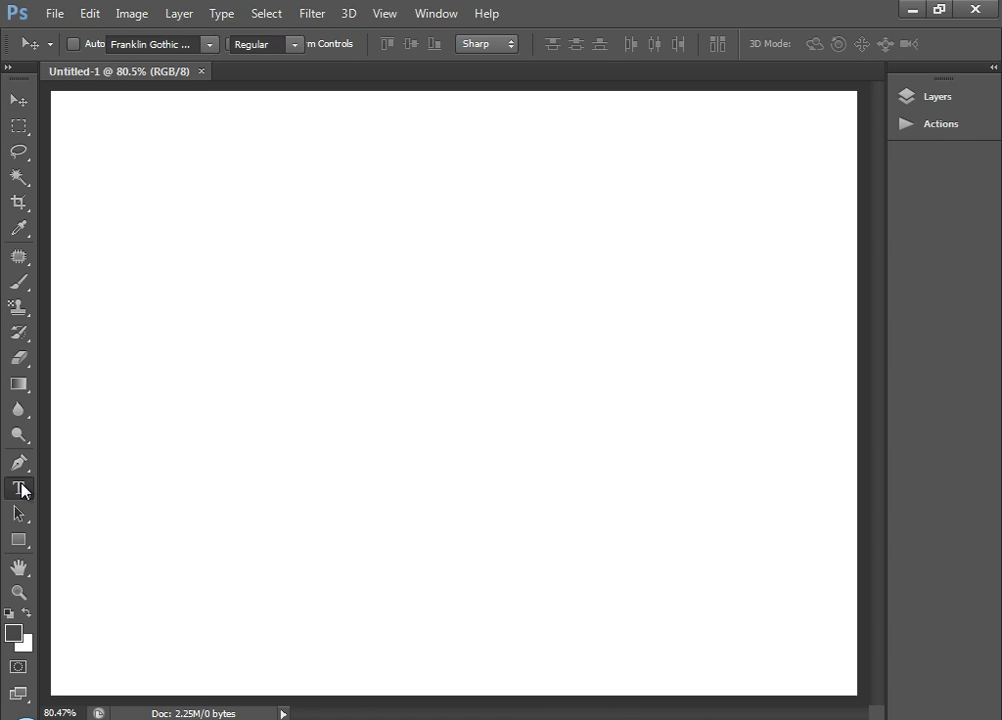 Ps File Edit Image Layer Type Select Filter 3D View Window Help
Auto Franklin Gothic ... Regular m Controls Sharp 3D Mode:
Untitled-1 @ 80.5% (RGB/8) ×
Layers
Actions
T
80.47% Doc: 2.25M/0 bytes